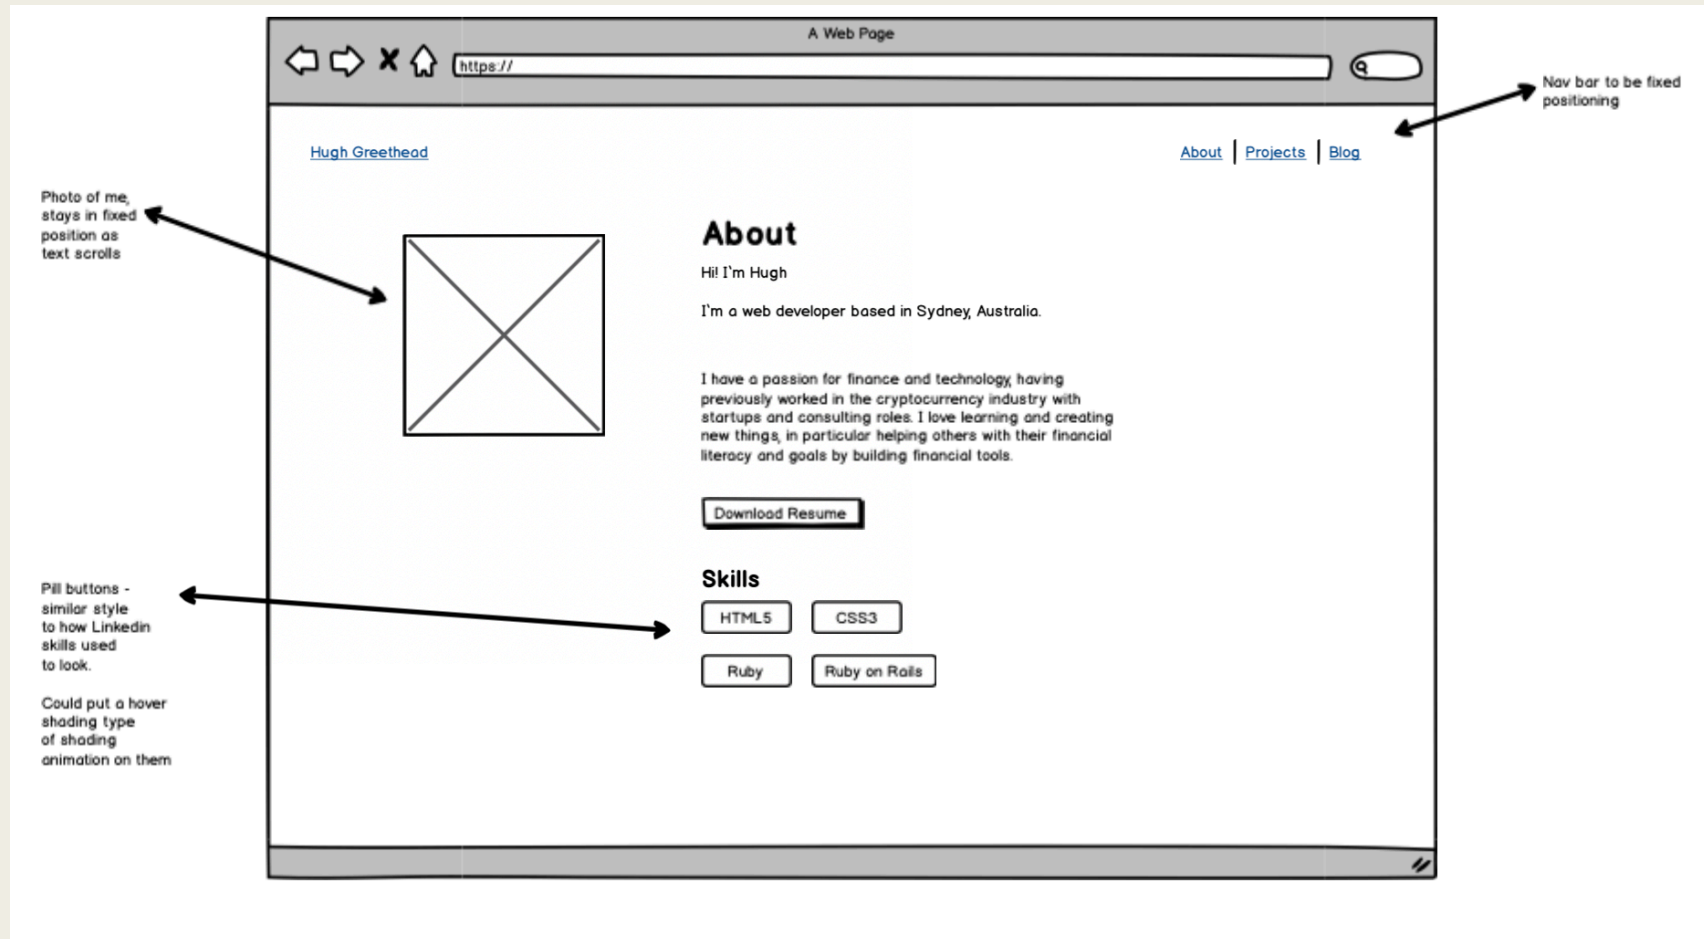 A Web Page
https://
Nav bar to be fixed
positioning
Hugh Greethead
About
Projects
Blog
Photo of me,
stays in fixed
position as
text scrolls
About
Hi! I`m Hugh
I`m a web developer based in Sydney, Australia.
I have a passion for finance and technology, having
previously worked in the cryptocurrency industry with
startups and consulting roles. I love learning and creating
new things, in particular helping others with their financial
literacy and goals by building financial tools.
Download Resume
Pill buttons -
similar style
to how Linkedin
skills used
to look.
Could put a hover
shading type
of shading
animation on them
Skills
HTML5
CSS3
Ruby
Ruby on Rails